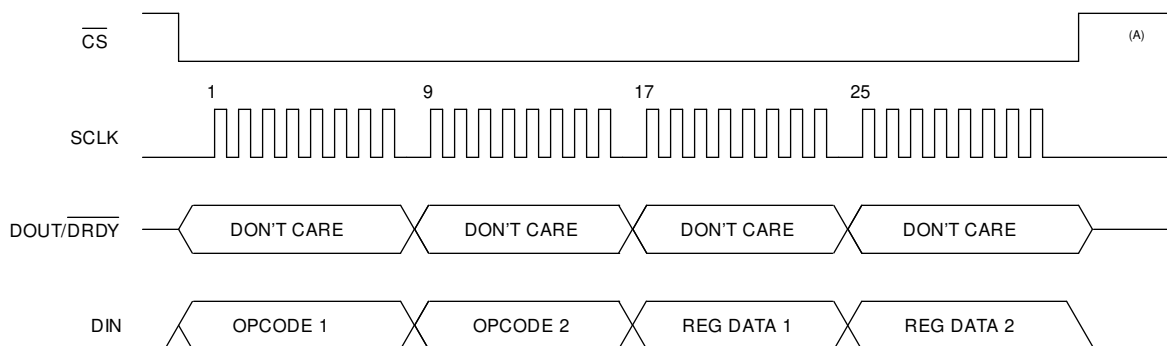 CS
(A)
1 9 17 25
SCLK
DOUT/DRDY DON'T CARE DON'T CARE DON'T CARE DON'T CARE
DIN OPCODE 1 OPCODE 2 REG DATA 1 REG DATA 2